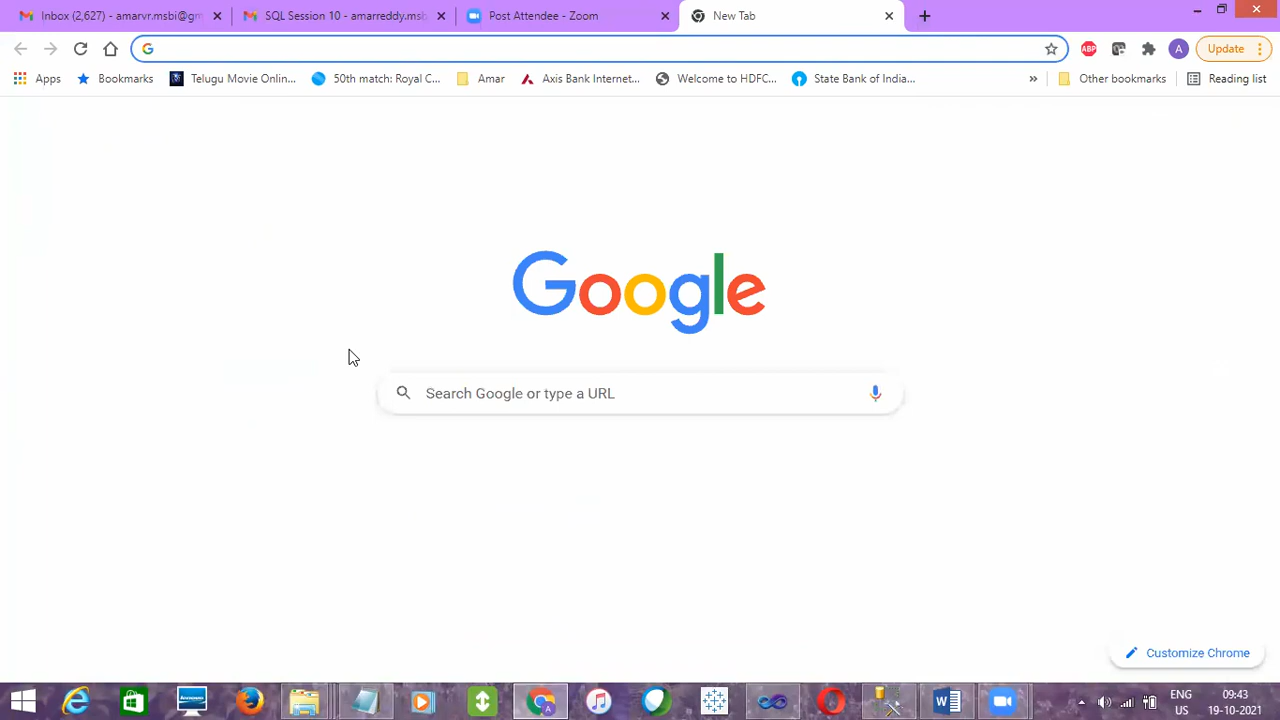 Inbox (2,627) - amarvr.msbi@gm
SQL Session 10 - amarreddy.msb
Post Attendee - Zoom
New Tab
Update
Apps
Bookmarks
Telugu Movie Onlin...
50th match: Royal C...
Amar
Axis Bank Internet...
Welcome to HDFC...
State Bank of India...
»
Other bookmarks
Reading list
ABP
A
Google
Search Google or type a URL
Customize Chrome
ENG
US
09:43
19-10-2021